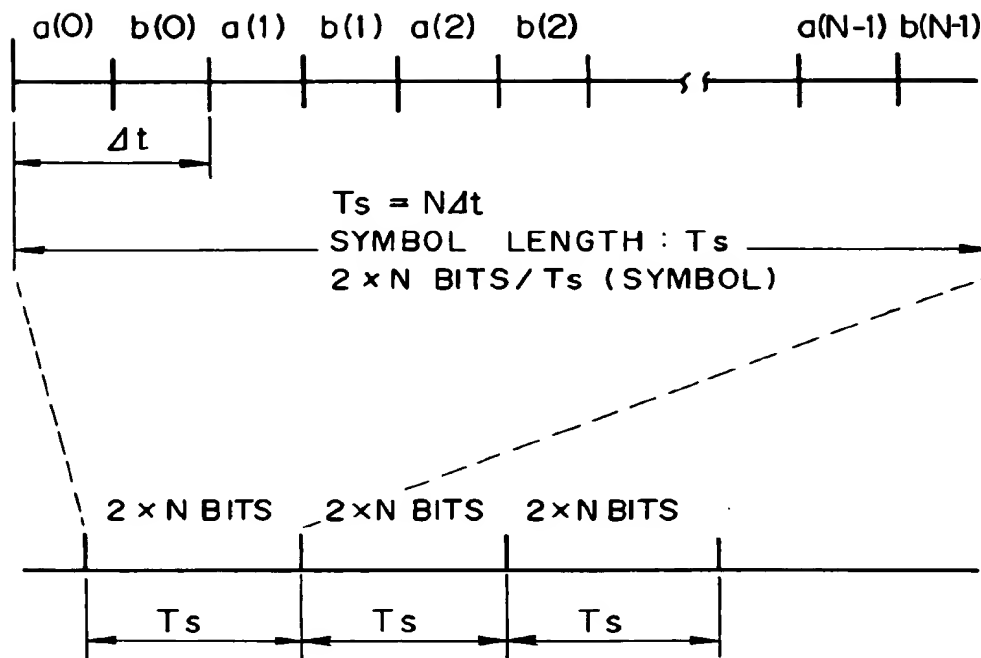 a(0) b(0) a(1) b(1) a(2) b(2) a(N-1) b(N-1)
Δt
Ts = NΔt
SYMBOL LENGTH : Ts
2 × N BITS / Ts (SYMBOL)
2 × N BITS 2 × N BITS 2 × N BITS
Ts Ts Ts